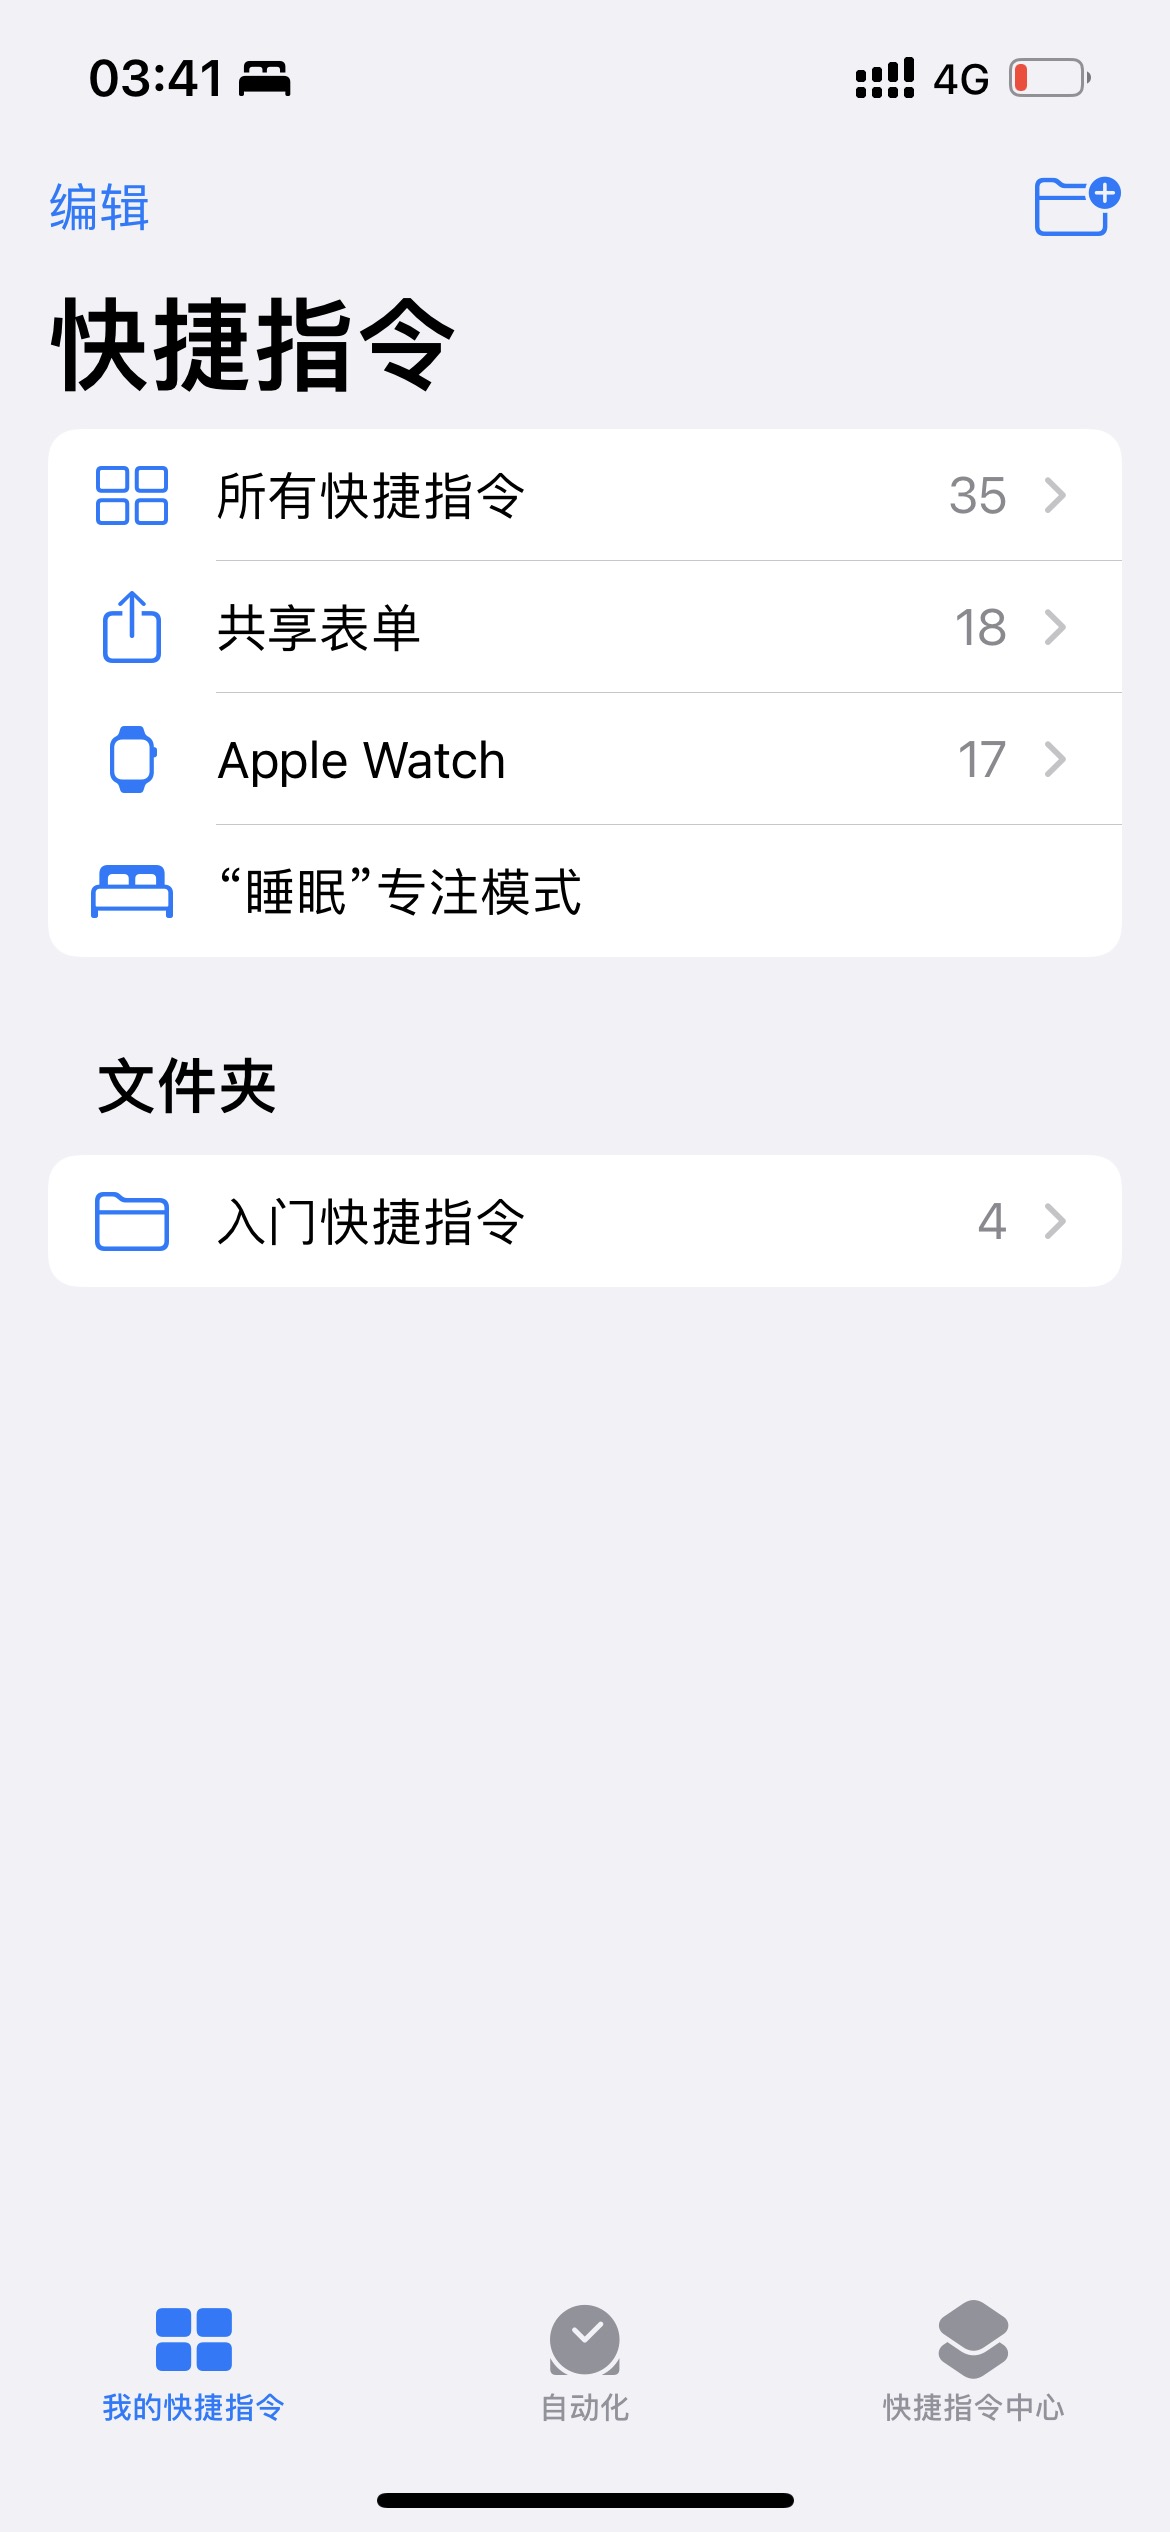 03:41
4G
编辑
快捷指令
所有快捷指令 35
共享表单 18
Apple Watch 17
“睡眠”专注模式
文件夹
入门快捷指令 4
我的快捷指令 自动化 快捷指令中心